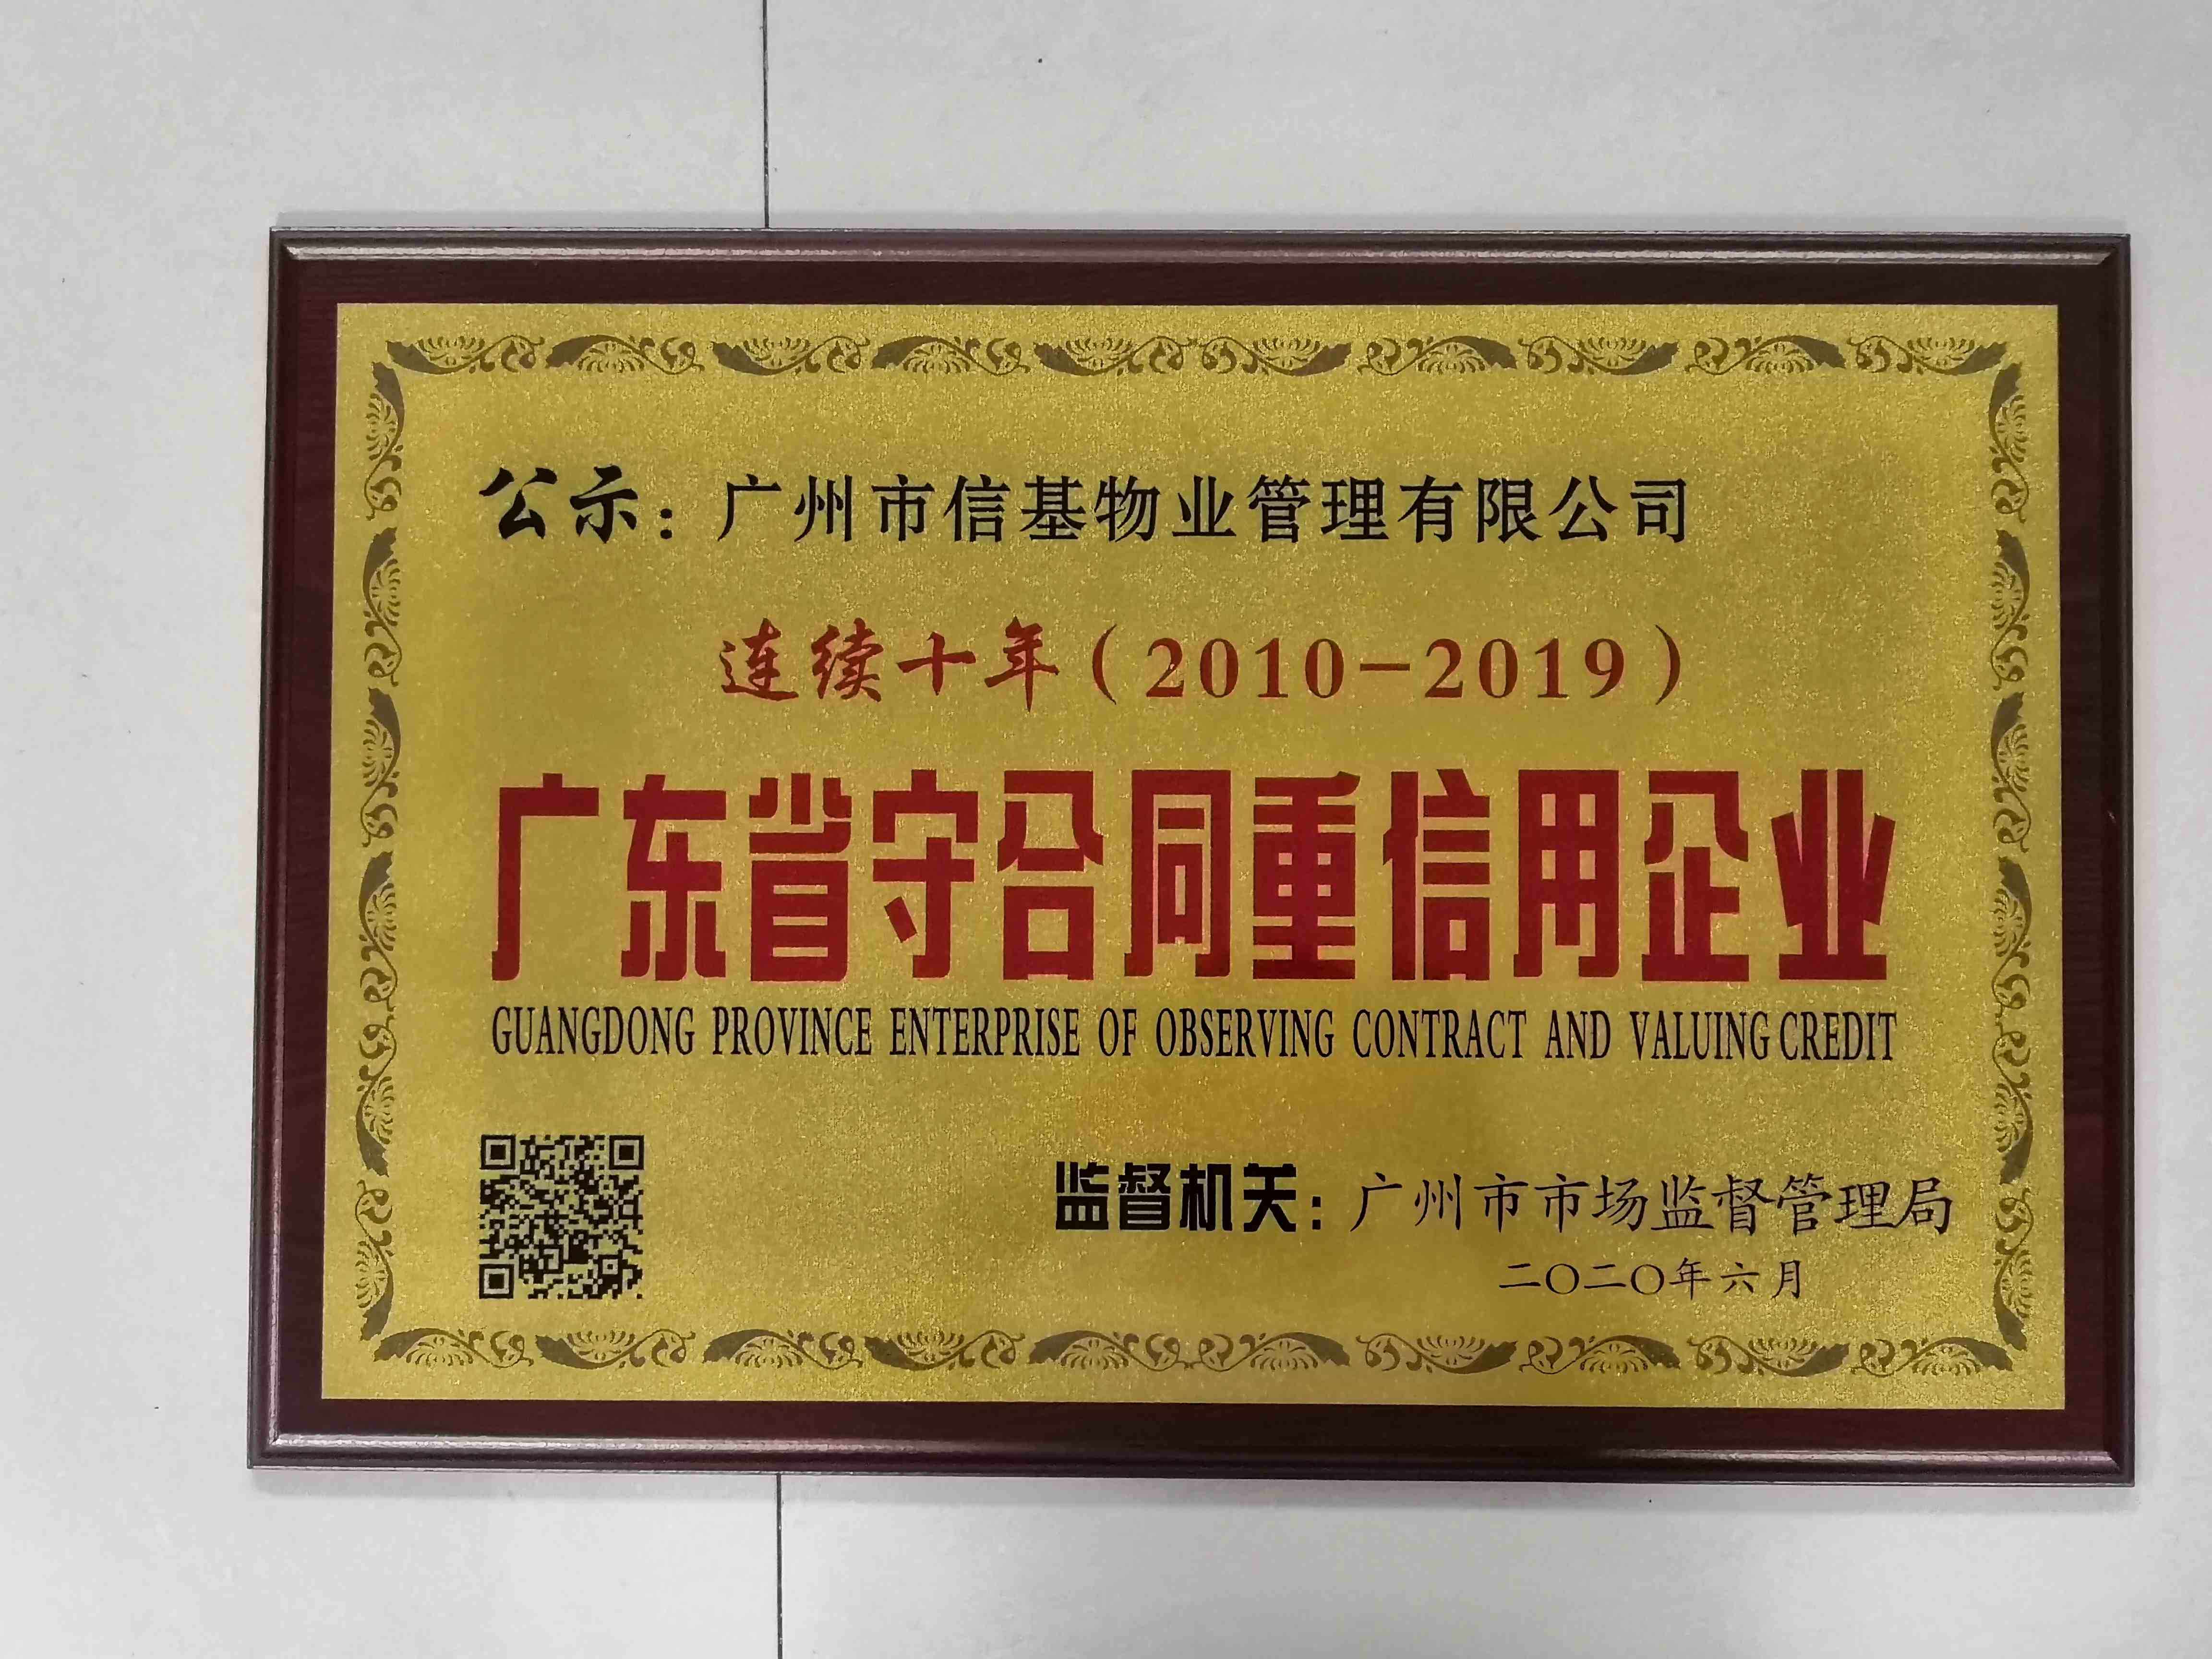 公示：广州市信基物业管理有限公司
连续十年（2010-2019）
广东省守合同重信用企业
GUANGDONG PROVINCE ENTERPRISE OF OBSERVING CONTRACT AND VALUING CREDIT
监督机关：广州市市场监督管理局
二〇二〇年六月